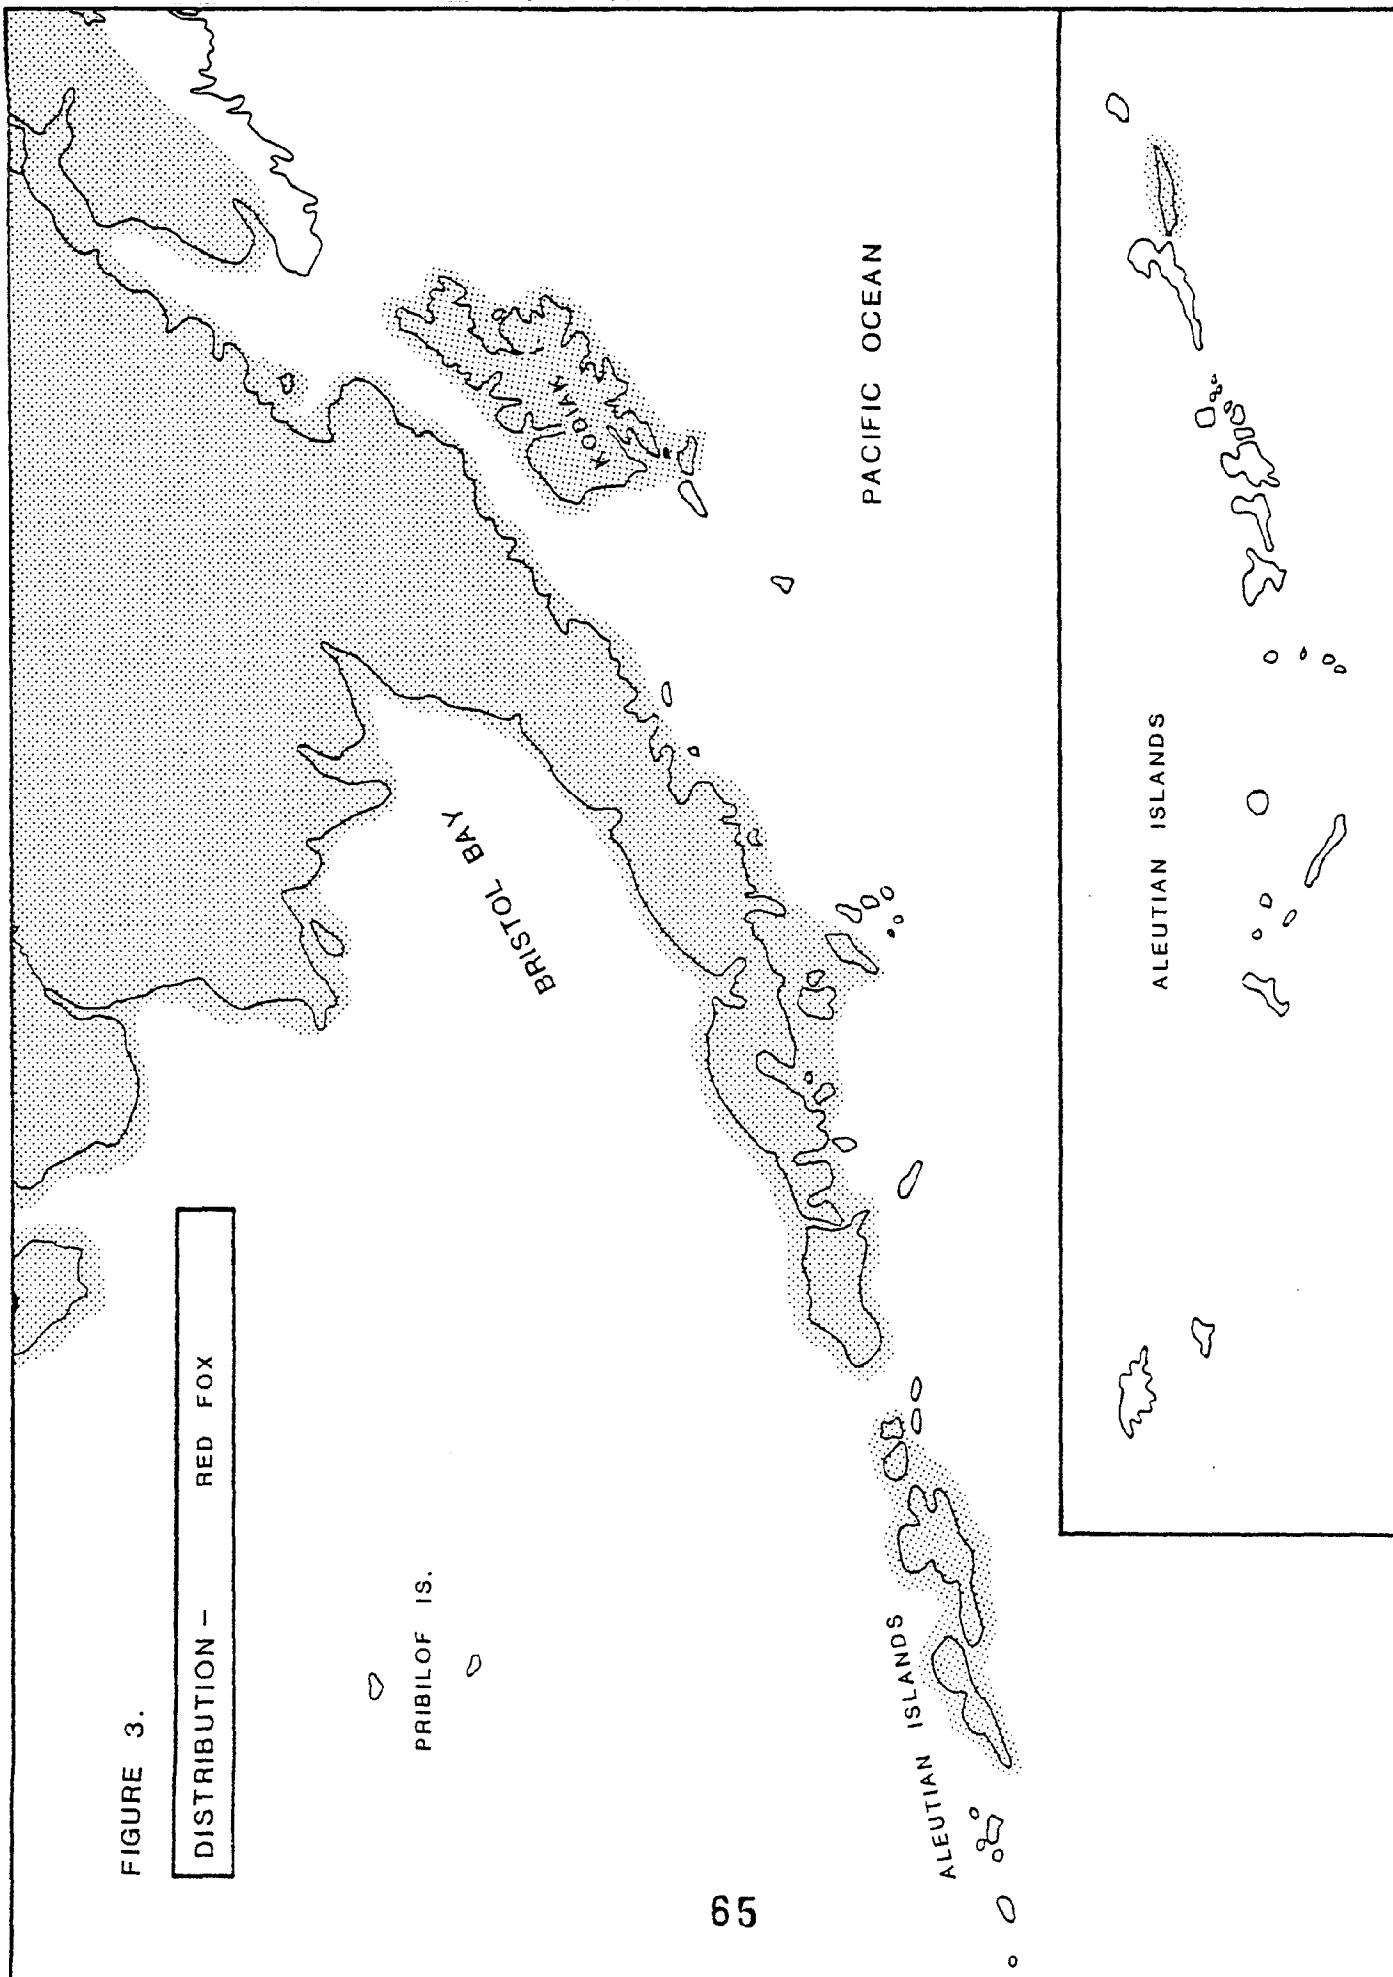 FIGURE 3.
DISTRIBUTION – RED FOX
PRIBILOF IS.
BRISTOL BAY
KODIAK
PACIFIC OCEAN
ALEUTIAN ISLANDS
ALEUTIAN ISLANDS
65